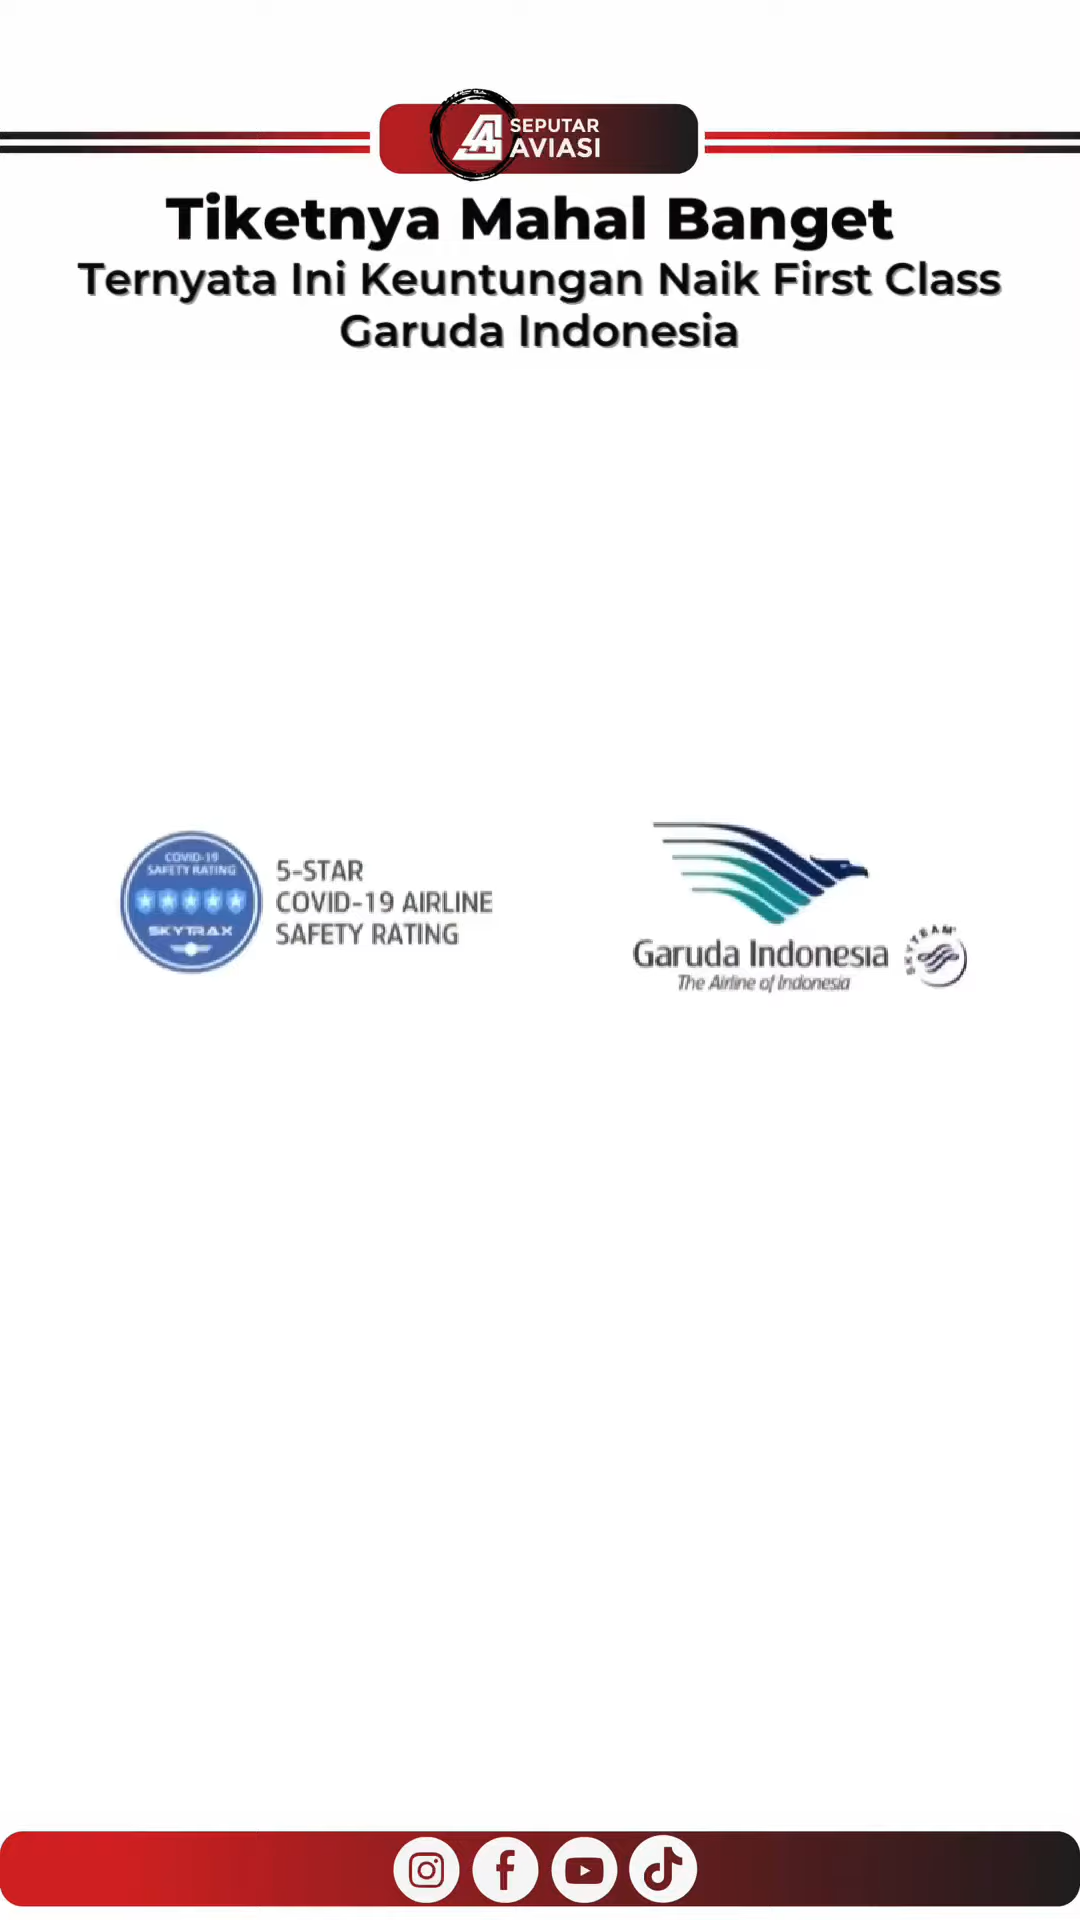 SEPUTAR
AVIASI
Tiketnya Mahal Banget
Ternyata Ini Keuntungan Naik First Class
Garuda Indonesia
COVID-19
SAFETY RATING
SKYTRAX
5-STAR
COVID-19 AIRLINE
SAFETY RATING
Garuda Indonesia
The Airline of Indonesia
SKYTEAM